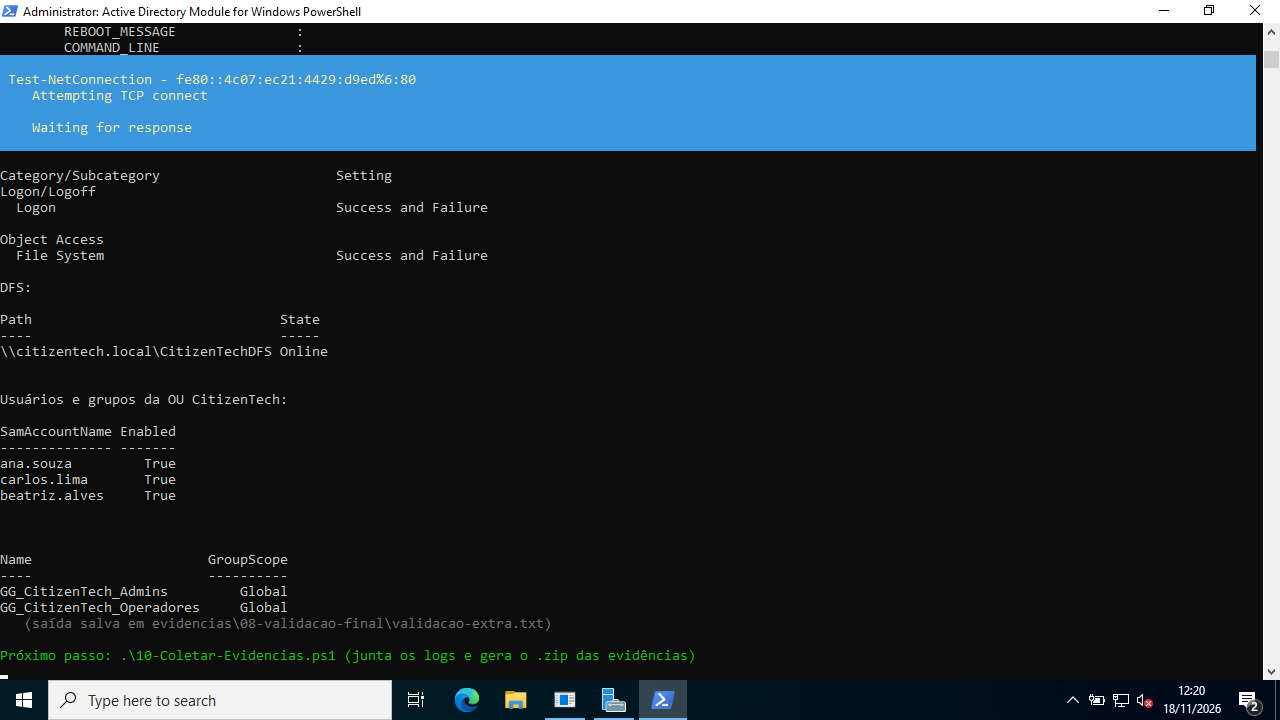 Administrator: Active Directory Module for Windows PowerShell
REBOOT_MESSAGE :
COMMAND_LINE :
Test-NetConnection - fe80::4c07:ec21:4429:d9ed%6:80
Attempting TCP connect
Waiting for response
Category/Subcategory Setting
Logon/Logoff
Logon Success and Failure
Object Access
File System Success and Failure
DFS:
Path State
---- -----
\\citizentech.local\CitizenTechDFS Online
Usuários e grupos da OU CitizenTech:
SamAccountName Enabled
-------------- -------
ana.souza True
carlos.lima True
beatriz.alves True
Name GroupScope
---- ----------
GG_CitizenTech_Admins Global
GG_CitizenTech_Operadores Global
(saída salva em evidencias\08-validacao-final\validacao-extra.txt)
Próximo passo: .\10-Coletar-Evidencias.ps1 (junta os logs e gera o .zip das evidências)
Type here to search
12:20
18/11/2026
2